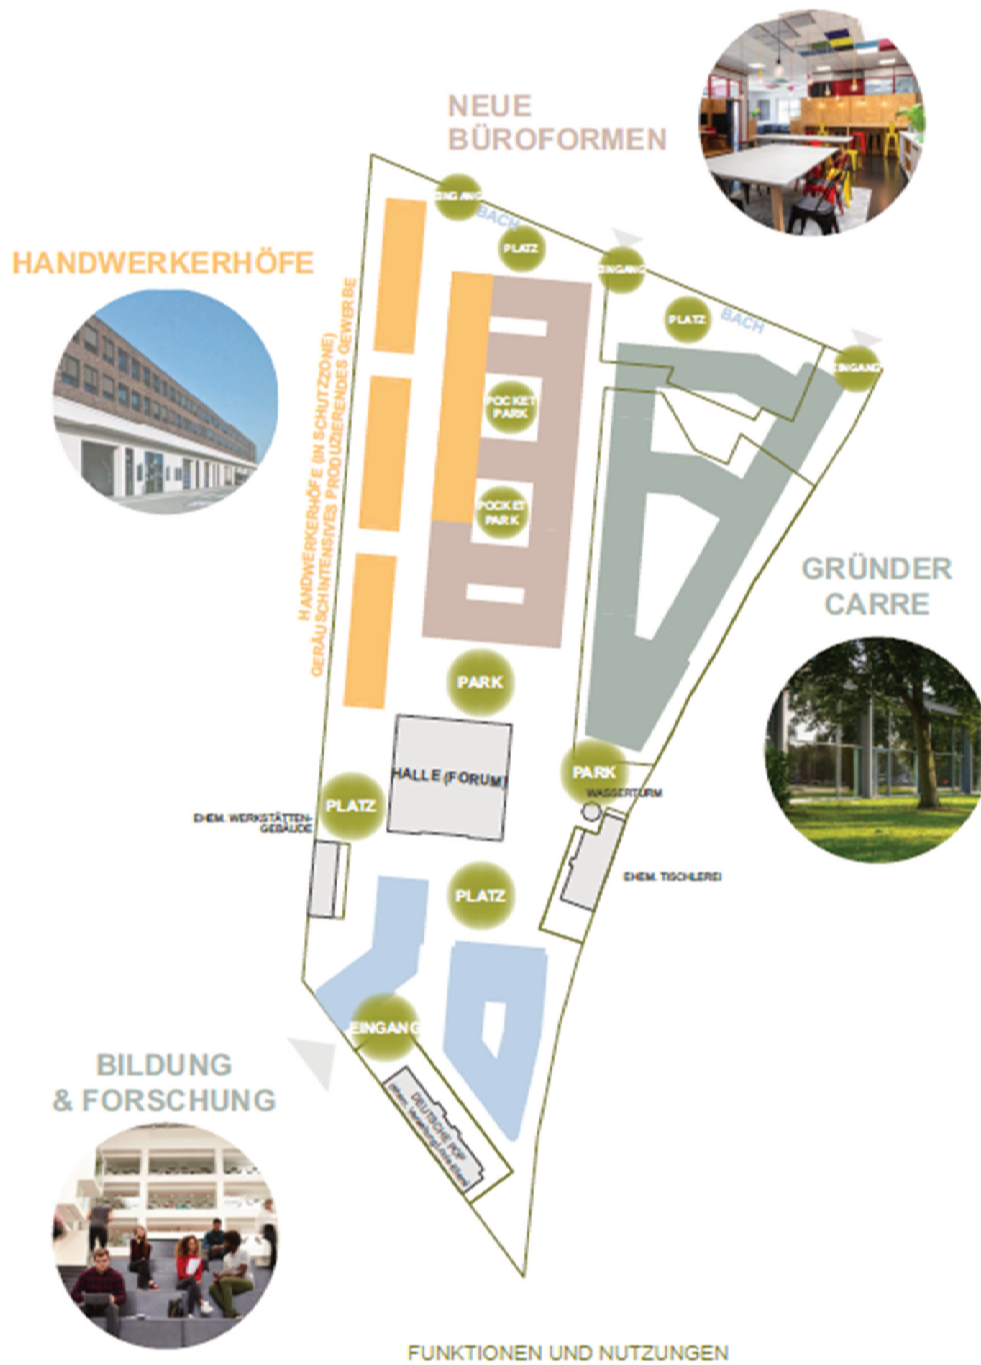 NEUE
BÜROFORMEN
EINGANG
BACH
PLATZ
EINGANG
HANDWERKERHÖFE
PLATZ
BACH
EINGANG
HANDWERKERHÖFE (IN SCHUTZZONE)
GERÄUSCHINTENSIVES PRODUZIERENDES GEWERBE
POCKET
PARK
POCKET
PARK
GRÜNDER
CARRE
PARK
HALLE (FORUM)
PARK
WASSERTURM
PLATZ
EHEM. WERKSTÄTTEN-
GEBÄUDE
EHEM. TISCHLEREI
PLATZ
EINGANG
BILDUNG
& FORSCHUNG
DEUTSCHE POP
FUNKTIONEN UND NUTZUNGEN